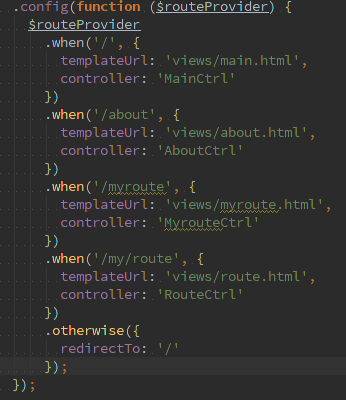 .config(function ($routeProvider) {
  $routeProvider
    .when('/', {
      templateUrl: 'views/main.html',
      controller: 'MainCtrl'
    })
    .when('/about', {
      templateUrl: 'views/about.html',
      controller: 'AboutCtrl'
    })
    .when('/myroute', {
      templateUrl: 'views/myroute.html',
      controller: 'MyrouteCtrl'
    })
    .when('/my/route', {
      templateUrl: 'views/route.html',
      controller: 'RouteCtrl'
    })
    .otherwise({
      redirectTo: '/'
    });
});